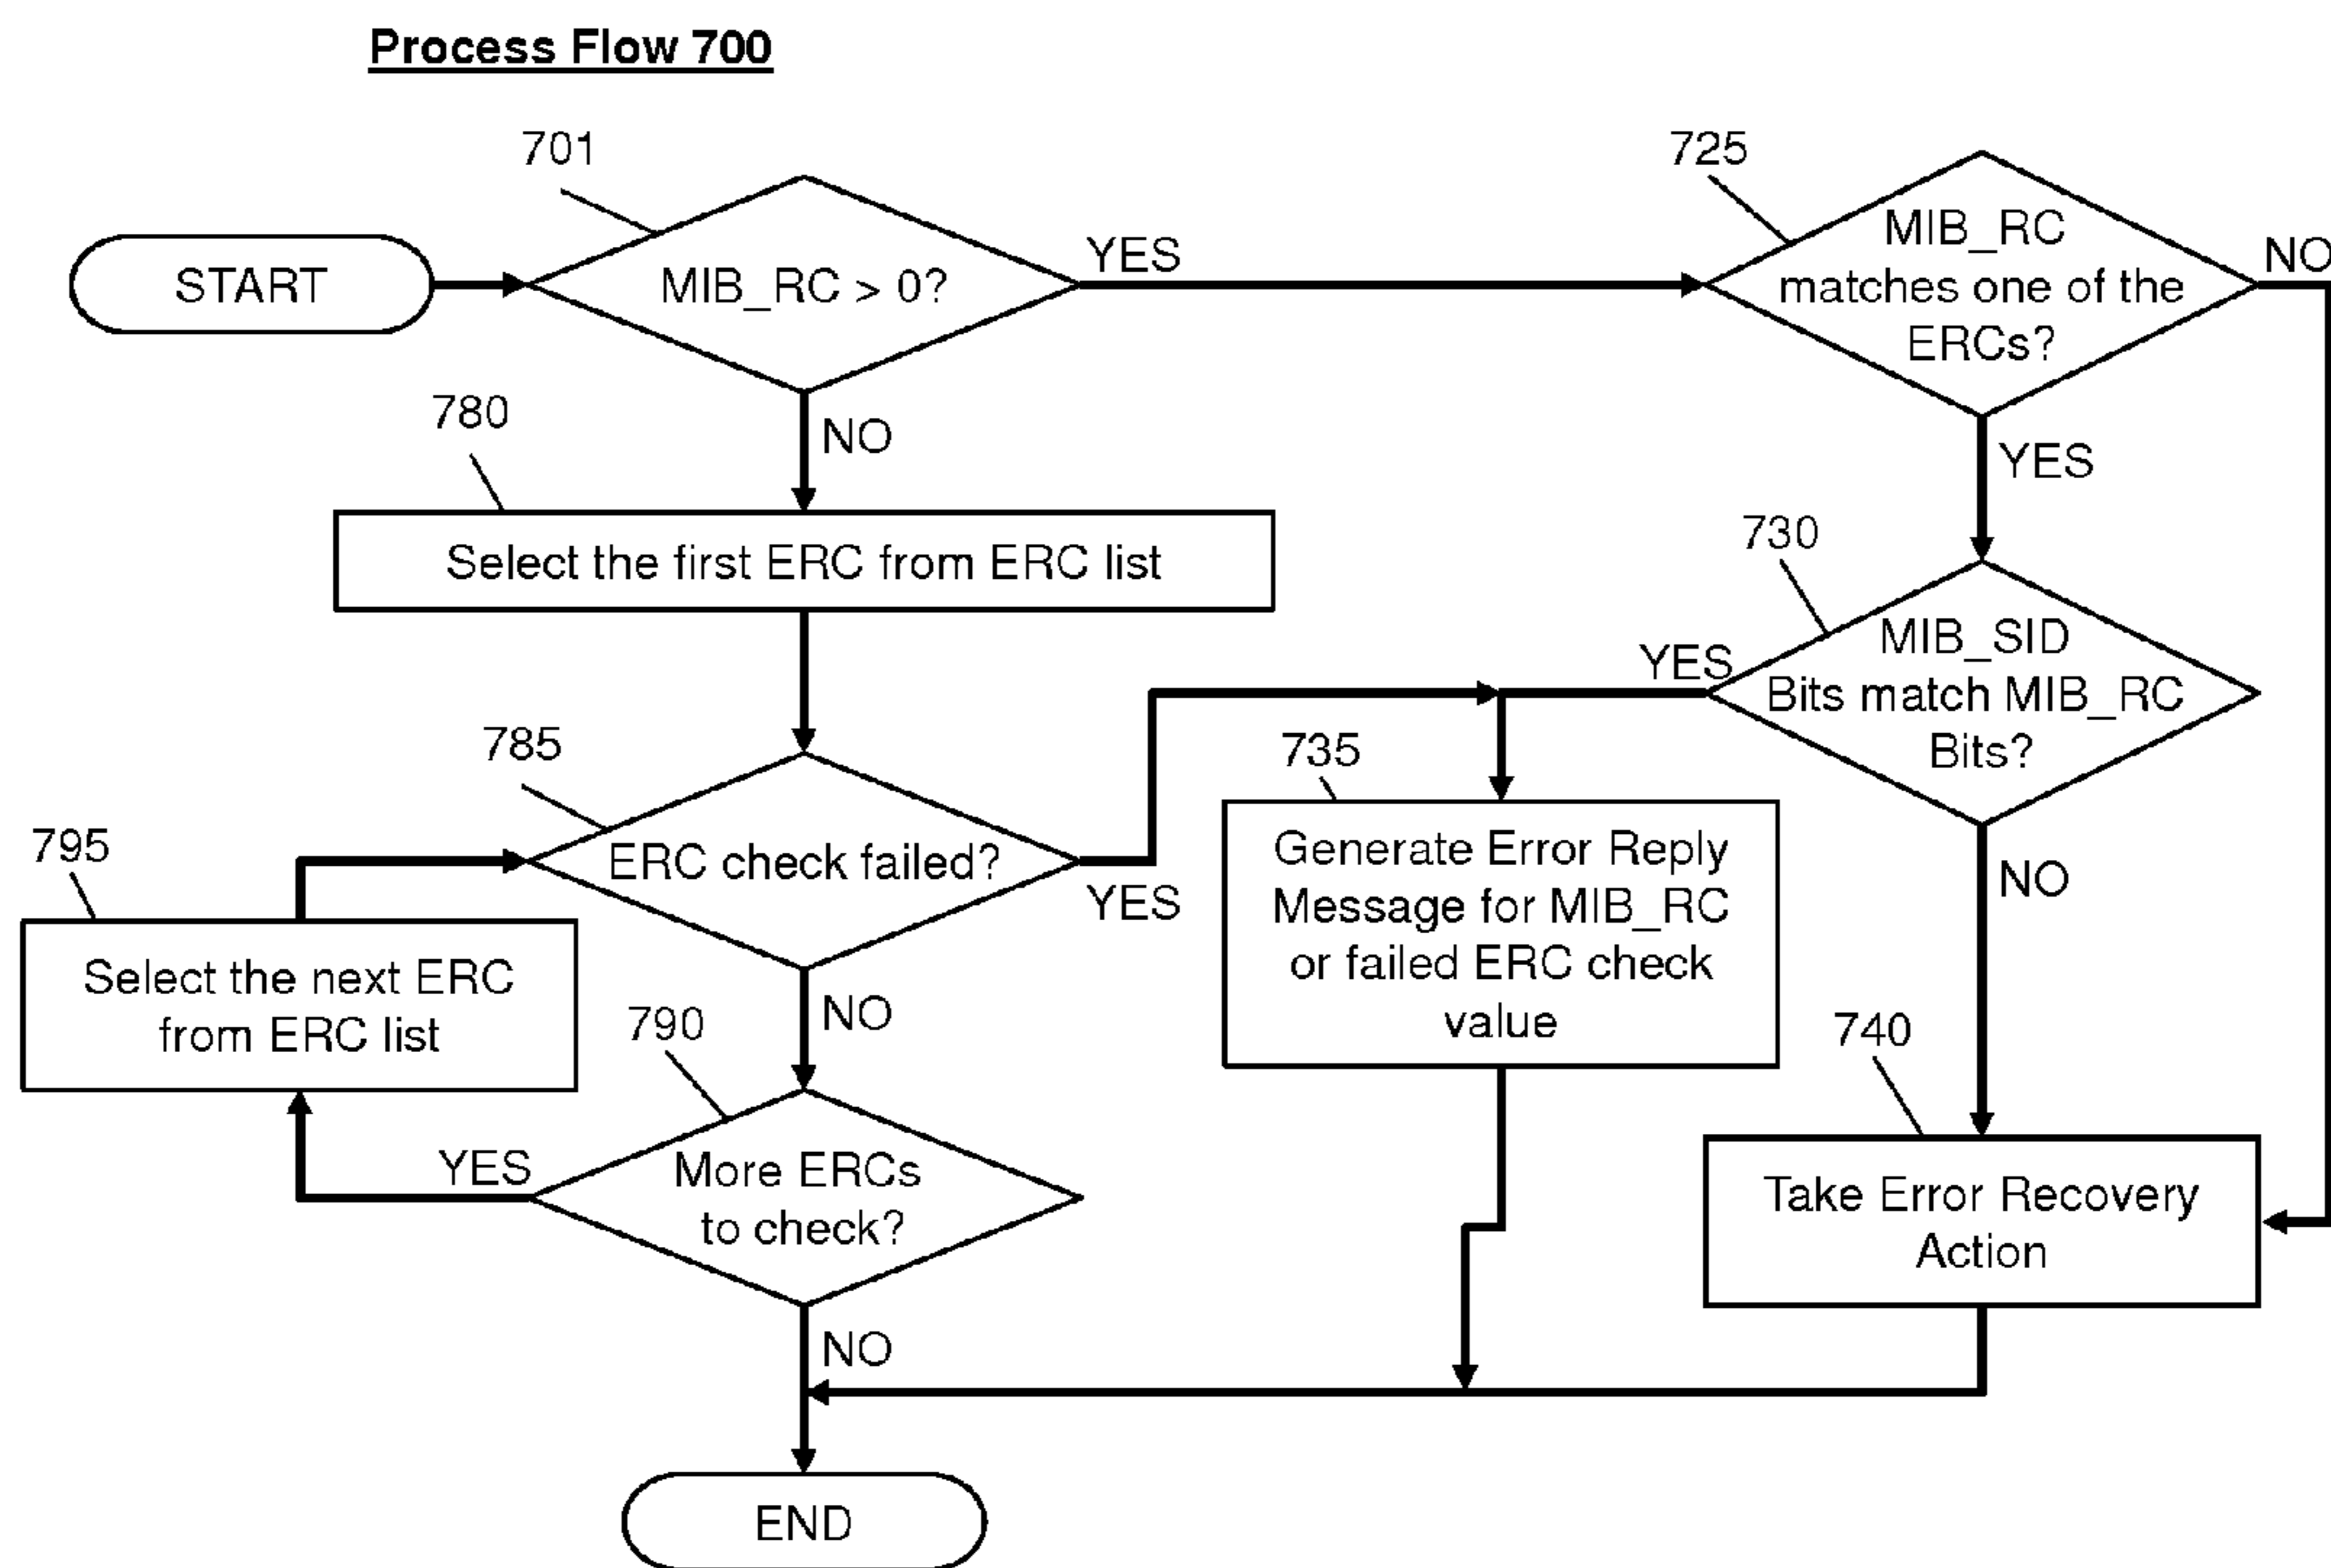 Process Flow 700
701
725
START
MIB_RC > 0?
YES
MIB_RC
matches one of the
ERCs?
NO
780
NO
YES
Select the first ERC from ERC list
730
MIB_SID
Bits match MIB_RC
Bits?
YES
785
735
795
ERC check failed?
YES
Generate Error Reply
Message for MIB_RC
or failed ERC check
value
NO
Select the next ERC
from ERC list
790
NO
740
YES
More ERCs
to check?
Take Error Recovery
Action
NO
END